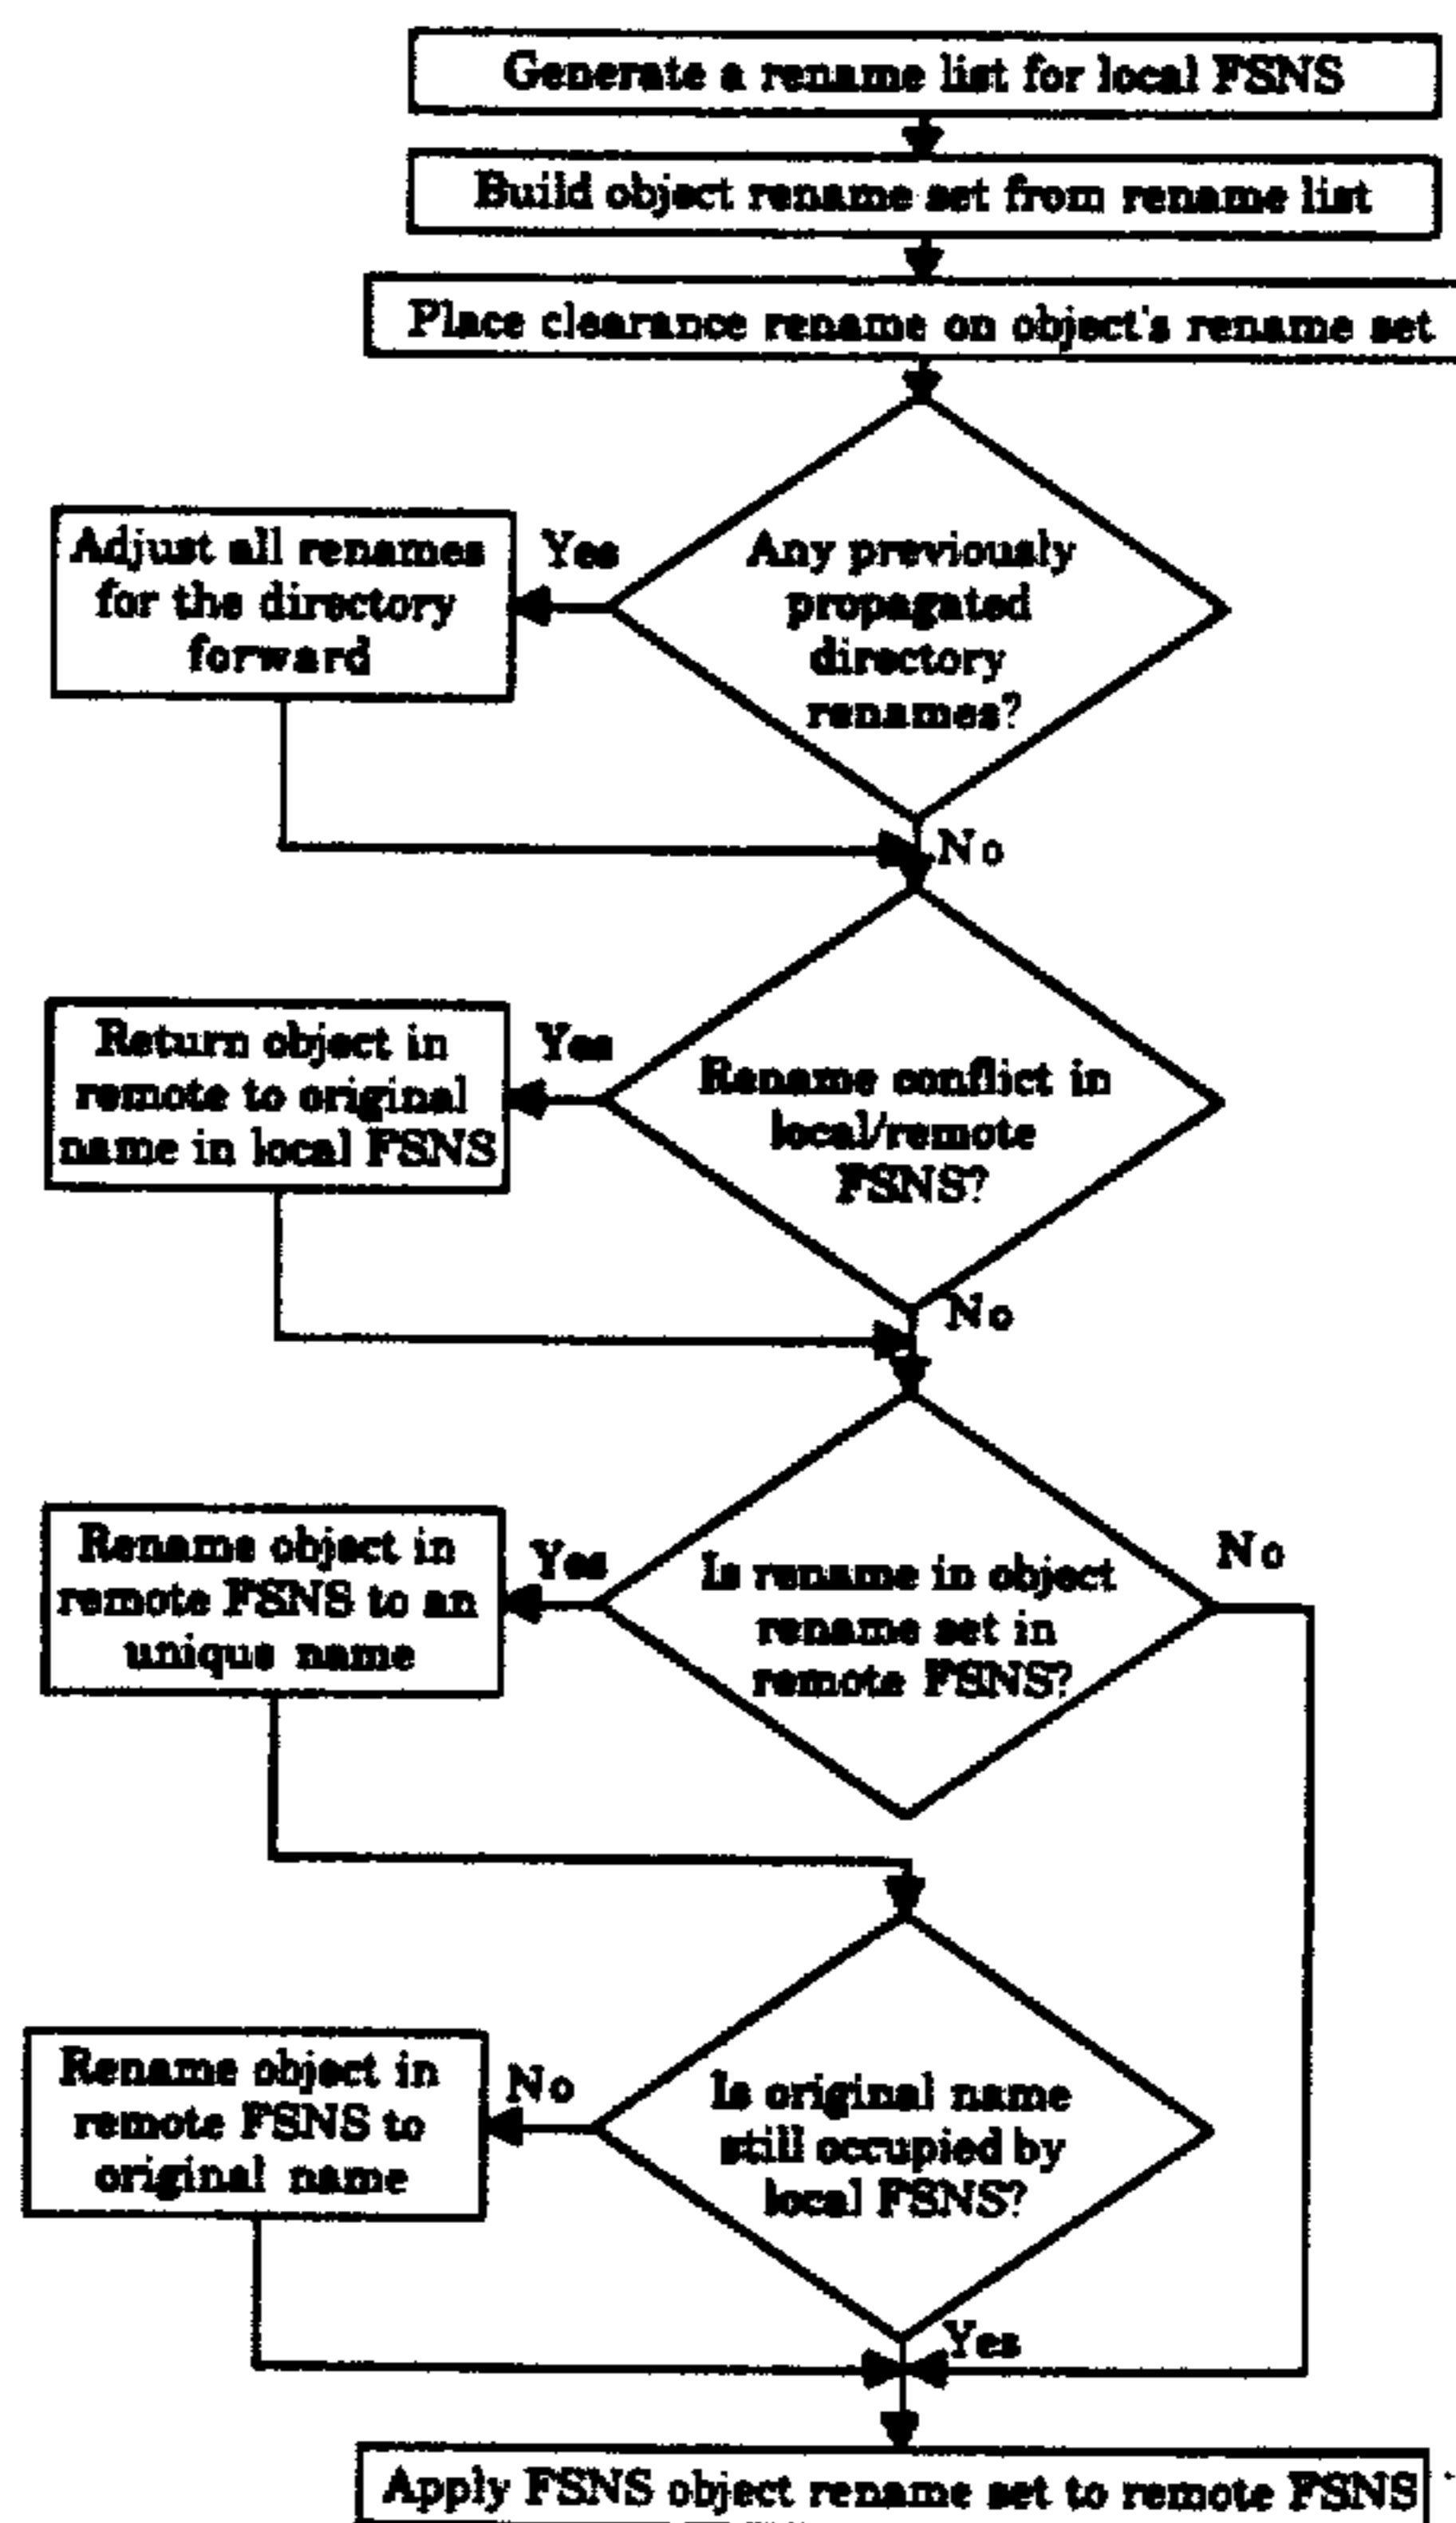 Generate a rename list for local FSNS
Build object rename set from rename list
Place clearance rename on object's rename set
Adjust all renames
for the directory
forward
Yes
Any previously
propagated
directory
renames?
No
Return object in
remote to original
name in local FSNS
Yes
Rename conflict in
local/remote
FSNS?
No
Rename object in
remote FSNS to an
unique name
Yes
Is rename in object
rename set in
remote FSNS?
No
Rename object in
remote FSNS to
original name
No
Is original name
still occupied by
local FSNS?
Yes
Apply FSNS object rename set to remote FSNS